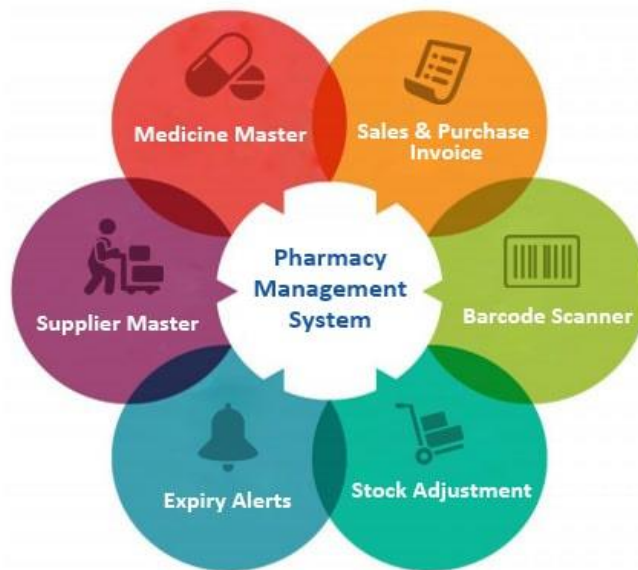 Medicine Master
Sales & Purchase
Invoice
Pharmacy
Management
System
Supplier Master
Barcode Scanner
Expiry Alerts
Stock Adjustment